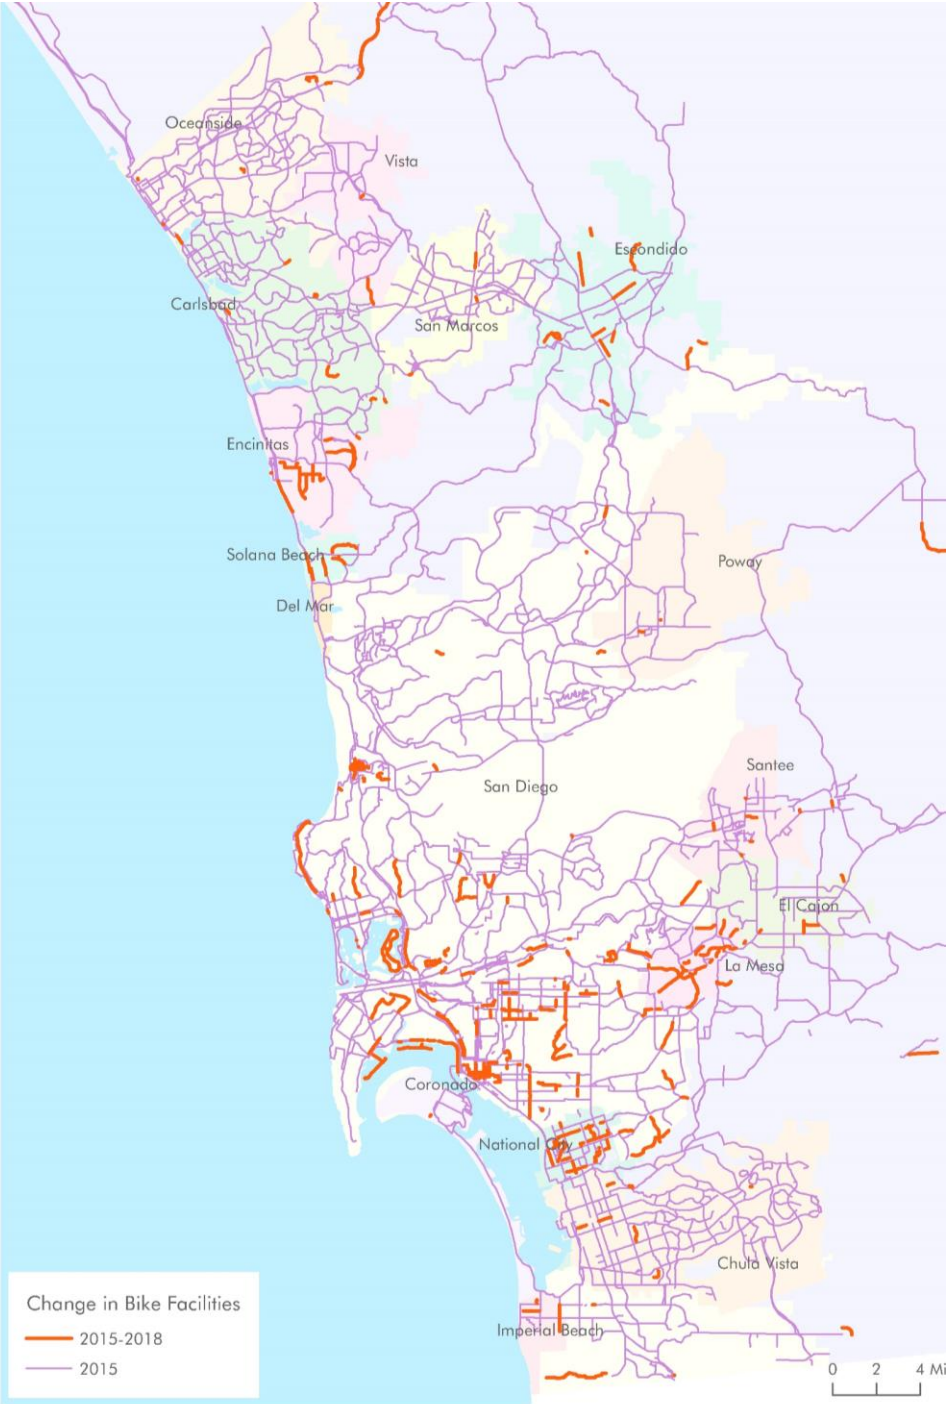 Oceanside
Vista
Escondido
Carlsbad
San Marcos
Encinitas
Solana Beach
Poway
Del Mar
Santee
San Diego
El Cajon
La Mesa
Coronado
National City
Chula Vista
Imperial Beach
Change in Bike Facilities
2015-2018
2015
0 2 4 Mi